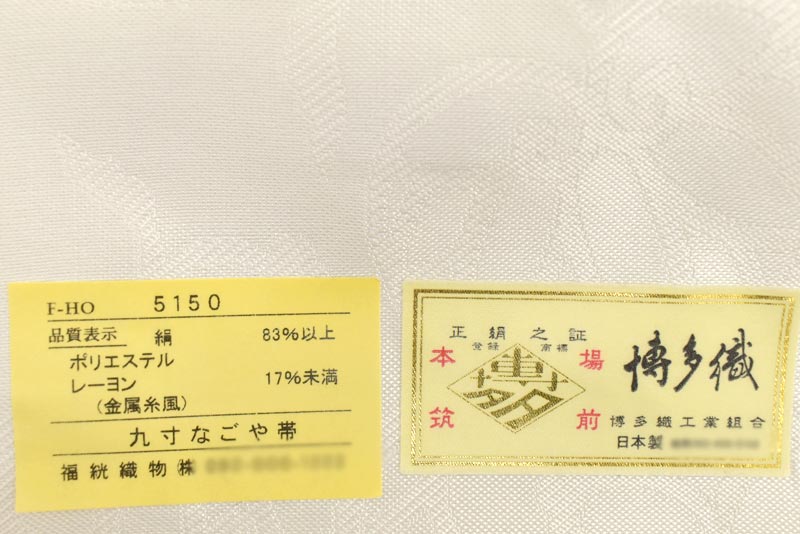 F-HO 5150
品質表示 絹 83%以上
ポリエステル
レーヨン 17%未満
(金属糸風)
九寸なごや帯
福絖織物㈱
正絹之証
登録 商標
本場
筑前
博多
博多織
博多織工業組合
日本製